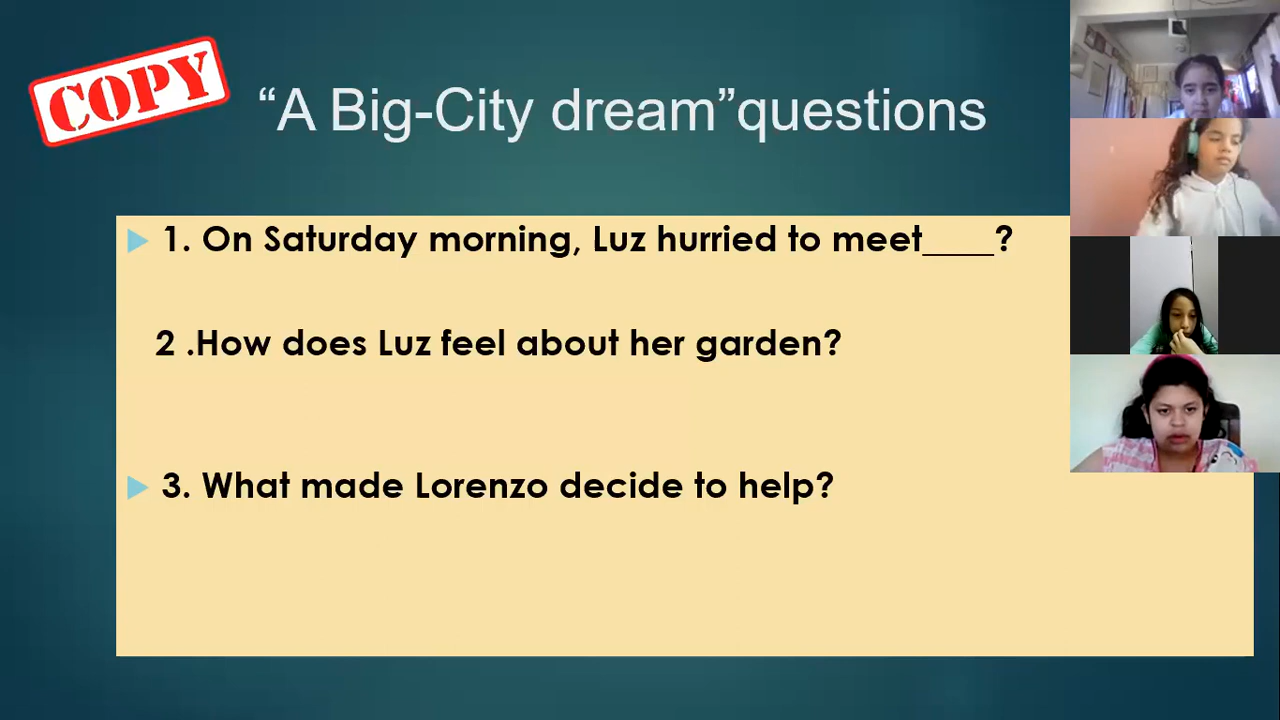 COPY
“A Big-City dream”questions
1. On Saturday morning, Luz hurried to meet____?
2 .How does Luz feel about her garden?
3. What made Lorenzo decide to help?